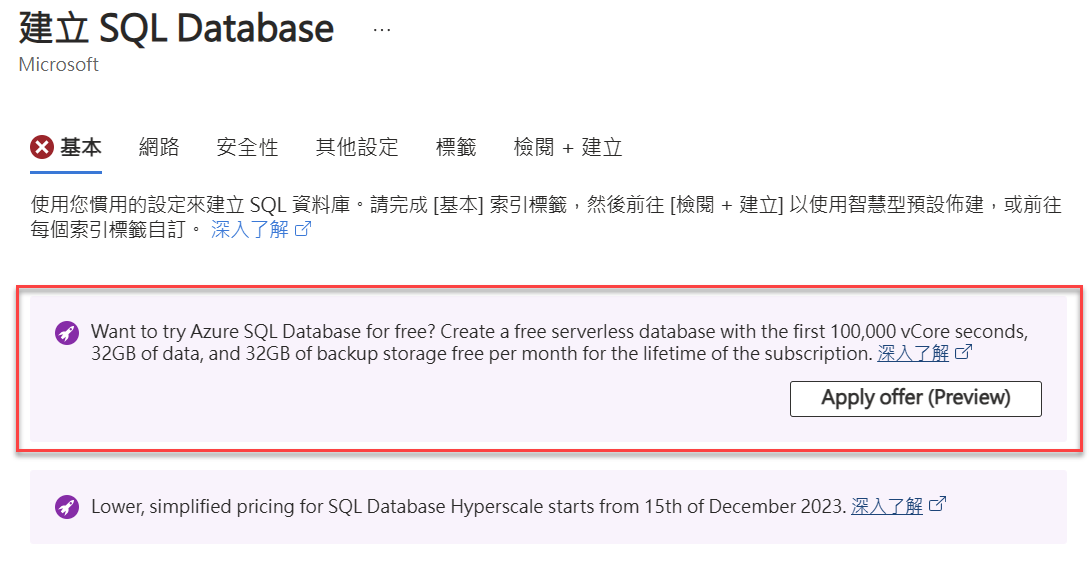 建立 SQL Database ...
Microsoft
基本 網路 安全性 其他設定 標籤 檢閱 + 建立
使用您慣用的設定來建立 SQL 資料庫。請完成 [基本] 索引標籤，然後前往 [檢閱 + 建立] 以使用智慧型預設佈建，或前往
每個索引標籤自訂。 深入了解
Want to try Azure SQL Database for free? Create a free serverless database with the first 100,000 vCore seconds,
32GB of data, and 32GB of backup storage free per month for the lifetime of the subscription. 深入了解
Apply offer (Preview)
Lower, simplified pricing for SQL Database Hyperscale starts from 15th of December 2023. 深入了解